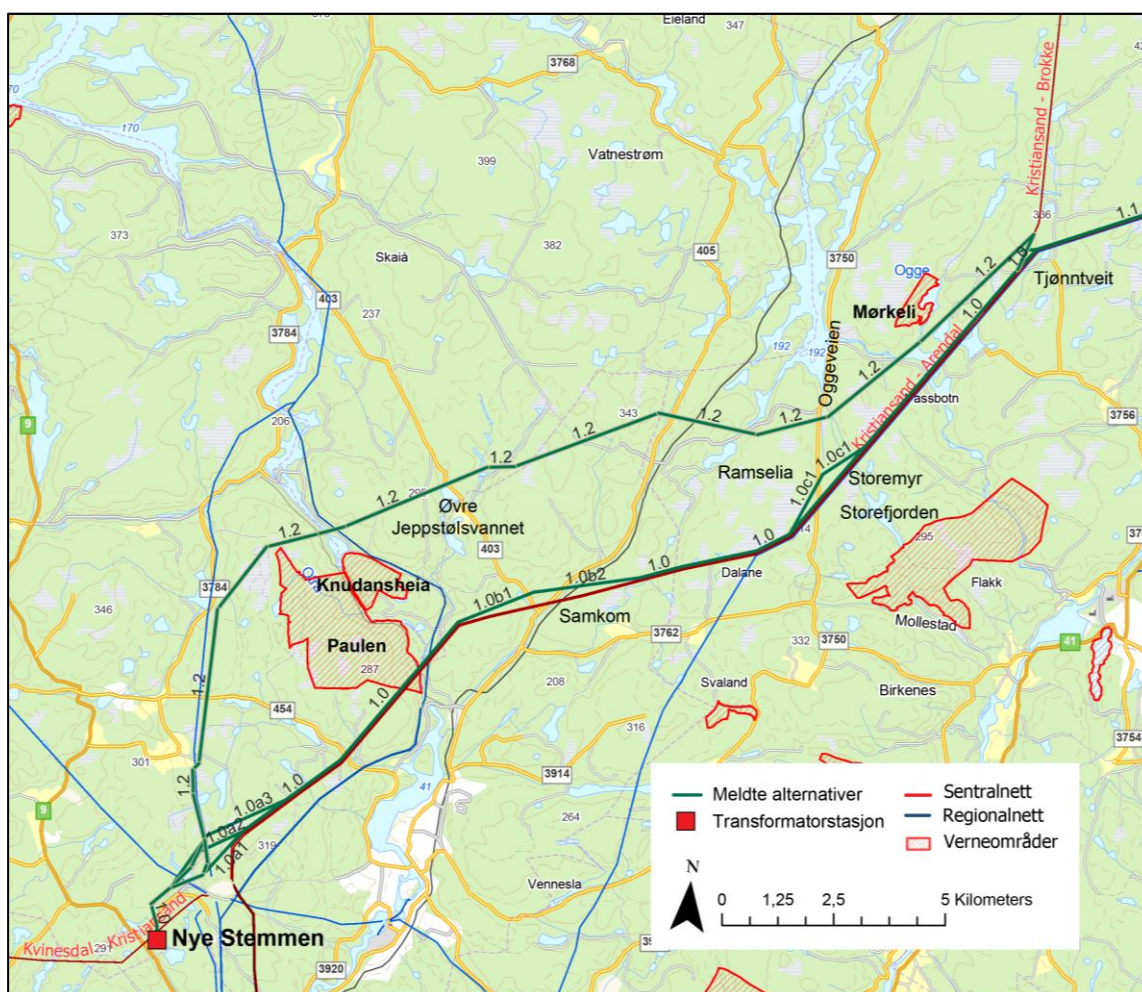 Eieland
3768
170
170
Vatnestrøm
399
373
Skaiå
382
405
3750
Ogge
336
Kristiansand - Brokke
1.1
1.0
Tjønntveit
403
3784
237
Mørkeli
1.2
1.0
192
192
Oggeveien
1.2
Kristiansand - Arendal
3756
9
206
343
1.2
1.2
1.2
1.2
1.2
1.2
Øvre
Jeppstølsvannet
Ramselia
1.0c1
1.0c1
Storemyr
Storefjorden
295
403
Knudansheia
3784
346
Paulen
287
1.0b1
1.0b2
1.0
1.0
Samkom
Dalane
Flakk
Mollestad
3762
332
3750
41
208
Birkenes
1.2
1.0
454
Svaland
316
301
3754
1.2
1.0
1.0a3
1.0a2
1.0a1
319
41
3914
264
9
Vennesla
Kvinesdal - Kristiansand
291
Nye Stemmen
3920
Meldte alternativer
Transformatorstasjon
Sentralnett
Regionalnett
Verneområder
N
0 1,25 2,5 5 Kilometers